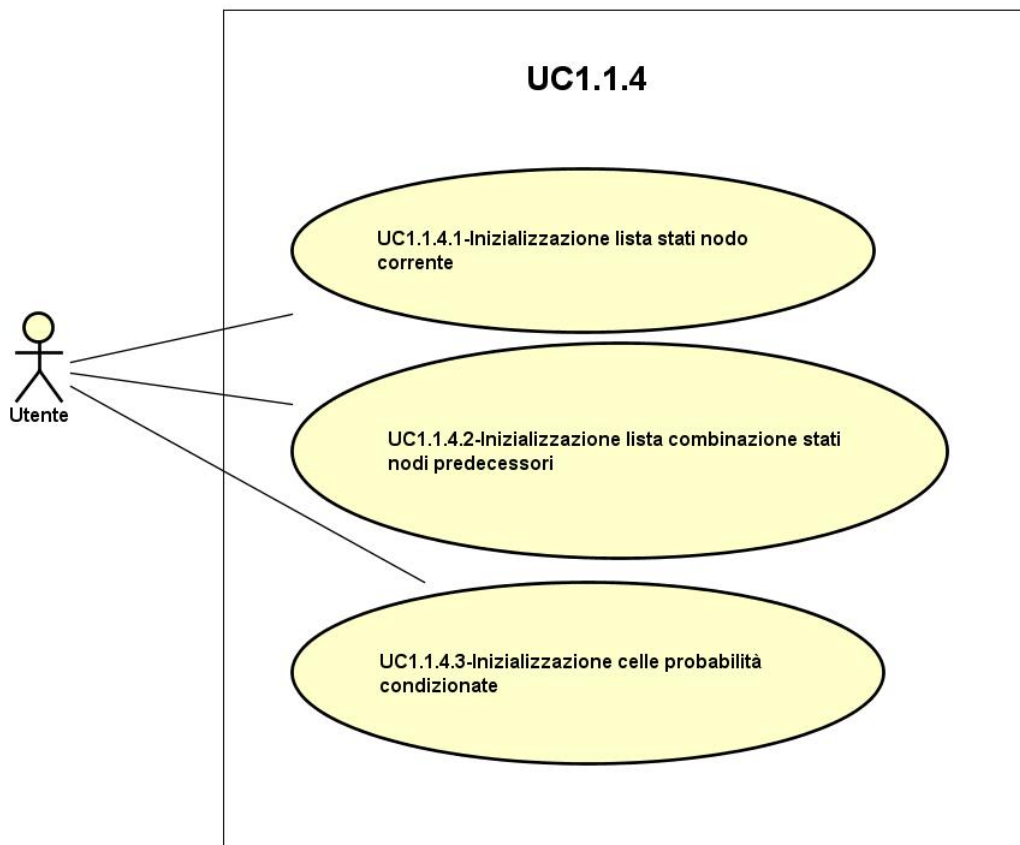 UC1.1.4
UC1.1.4.1-Inizializzazione lista stati nodo
corrente
Utente
UC1.1.4.2-Inizializzazione lista combinazione stati
nodi predecessori
UC1.1.4.3-Inizializzazione celle probabilità
condizionate